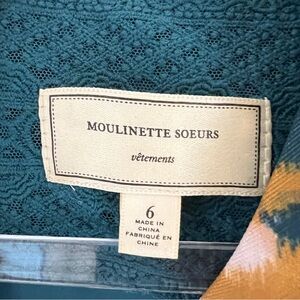 MOULINETTE SOEURS
vêtements
6
MADE IN
CHINA
FABRIQUÉ EN
CHINE